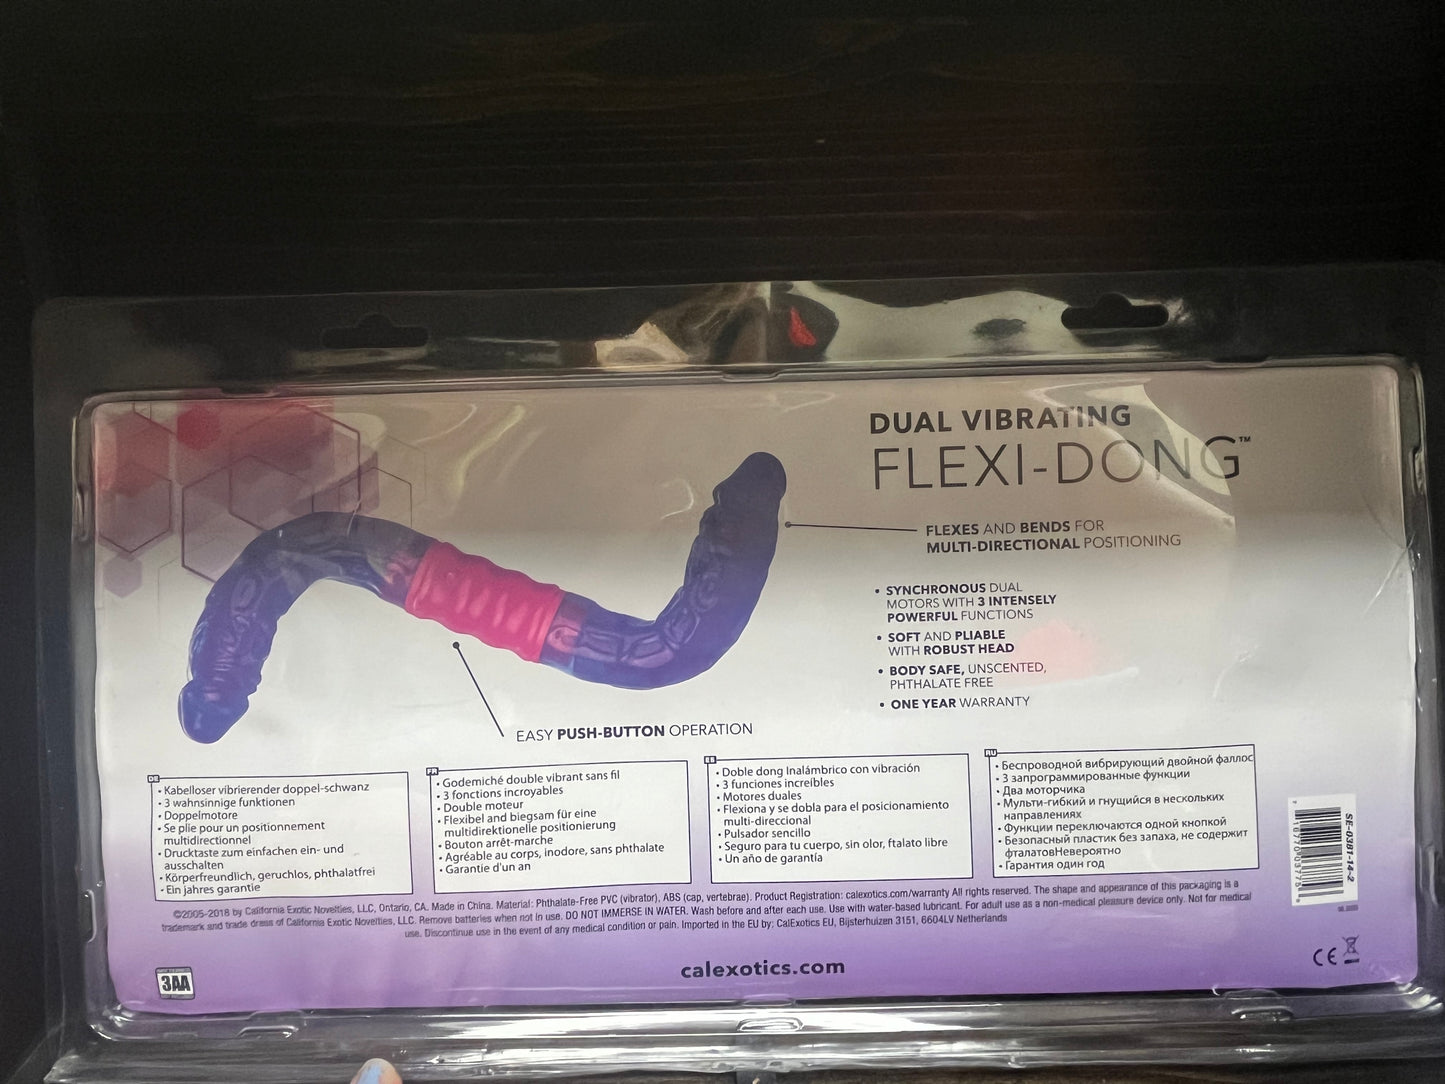 DUAL VIBRATING
FLEXI-DONG™
FLEXES AND BENDS FOR
MULTI-DIRECTIONAL POSITIONING
• SYNCHRONOUS DUAL
MOTORS WITH 3 INTENSELY
POWERFUL FUNCTIONS
• SOFT AND PLIABLE
WITH ROBUST HEAD
• BODY SAFE, UNSCENTED,
PHTHALATE FREE
• ONE YEAR WARRANTY
EASY PUSH-BUTTON OPERATION
DE
• Kabelloser vibrierender doppel-schwanz
• 3 wahnsinnige funktionen
• Doppelmotore
• Se plie pour un positionnement
multidirectionnel
• Drucktaste zum einfachen ein- und
ausschalten
• Körperfreundlich, geruchlos, phthalatfrei
• Ein jahres garantie
FR
• Godemiché double vibrant sans fil
• 3 fonctions incroyables
• Double moteur
• Flexibel and biegsam für eine
multidirektionelle positionierung
• Bouton arrêt-marche
• Agréable au corps, inodore, sans phthalate
• Garantie d'un an
ES
• Doble dong Inalámbrico con vibración
• 3 funciones increíbles
• Motores duales
• Flexiona y se dobla para el posicionamiento
multi-direccional
• Pulsador sencillo
• Seguro para tu cuerpo, sin olor, ftalato libre
• Un año de garantía
RU
• Беспроводной вибрирующий двойной фаллос
• 3 запрограммированные функции
• Два моторчика
• Мульти-гибкий и гнущийся в нескольких
направлениях
• Функции переключаются одной кнопкой
• Безопасный пластик без запаха, не содержит
фталатовНевероятно
• Гарантия один год
©2005-2018 by California Exotic Novelties, LLC, Ontario, CA. Made in China. Material: Phthalate-Free PVC (vibrator), ABS (cap, vertebrae). Product Registration: calexotics.com/warranty All rights reserved. The shape and appearance of this packaging is a
trademark and trade dress of California Exotic Novelties, LLC. Remove batteries when not in use. DO NOT IMMERSE IN WATER. Wash before and after each use. Use with water-based lubricant. For adult use as a non-medical pleasure device only. Not for medical
use. Discontinue use in the event of any medical condition or pain. Imported in the EU by: CalExotics EU, Bijsterhuizen 3151, 6604LV Netherlands
SE-0381-14-2
3AA
calexotics.com
CE